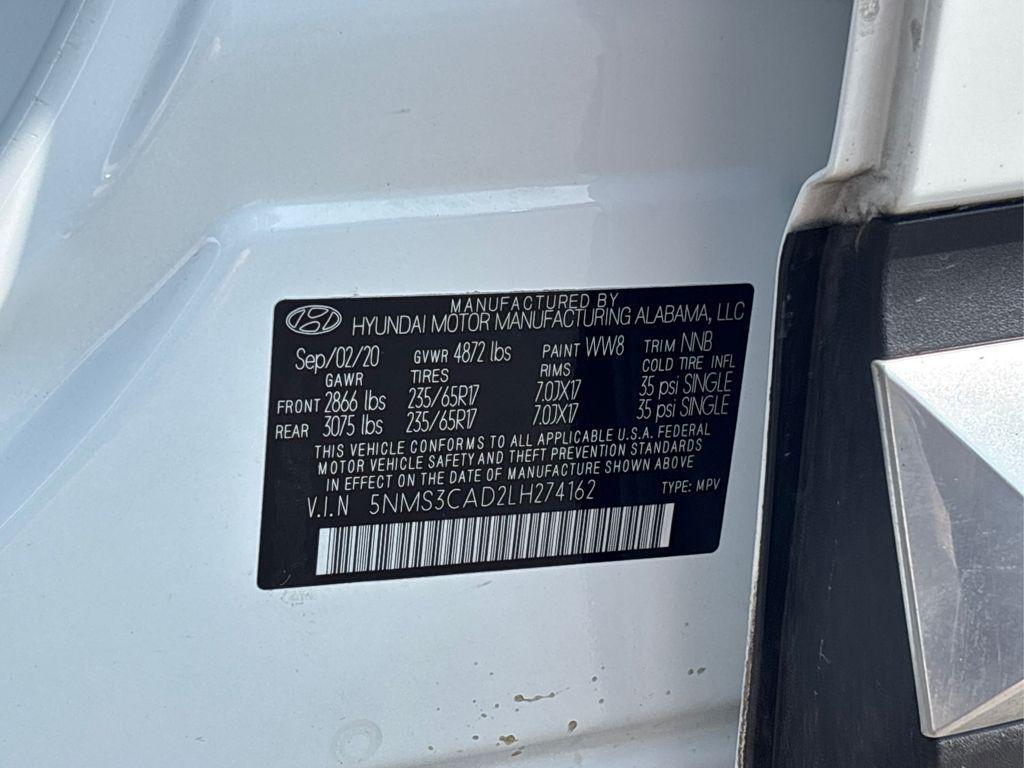 MANUFACTURED BY
HYUNDAI MOTOR MANUFACTURING ALABAMA, LLC
Sep/02/20 GVWR 4872 lbs PAINT WW8 TRIM NNB
GAWR TIRES RIMS COLD TIRE INFL
FRONT 2866 lbs 235/65R17 7.0JX17 35 psi SINGLE
REAR 3075 lbs 235/65R17 7.0JX17 35 psi SINGLE
THIS VEHICLE CONFORMS TO ALL APPLICABLE U.S.A. FEDERAL
MOTOR VEHICLE SAFETY AND THEFT PREVENTION STANDARDS
IN EFFECT ON THE DATE OF MANUFACTURE SHOWN ABOVE
V.I.N 5NMS3CAD2LH274162 TYPE: MPV